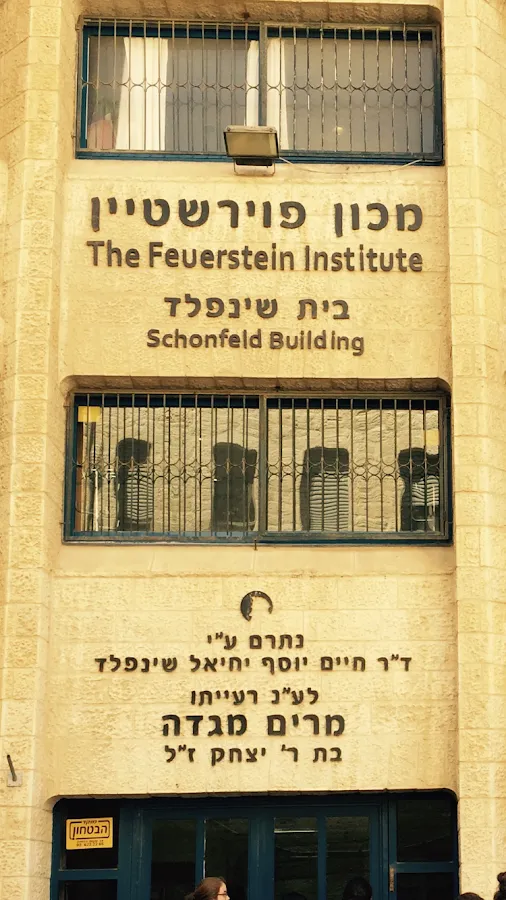 מכון פוירשטיין
The Feuerstein Institute
בית שינפלד
Schonfeld Building
נתרם ע"י
ד"ר חיים יוסף יחיאל שינפלד
לע"נ רעייתו
מרים מגדה
בת ר' יצחק ז"ל
מוקד
הבטחון